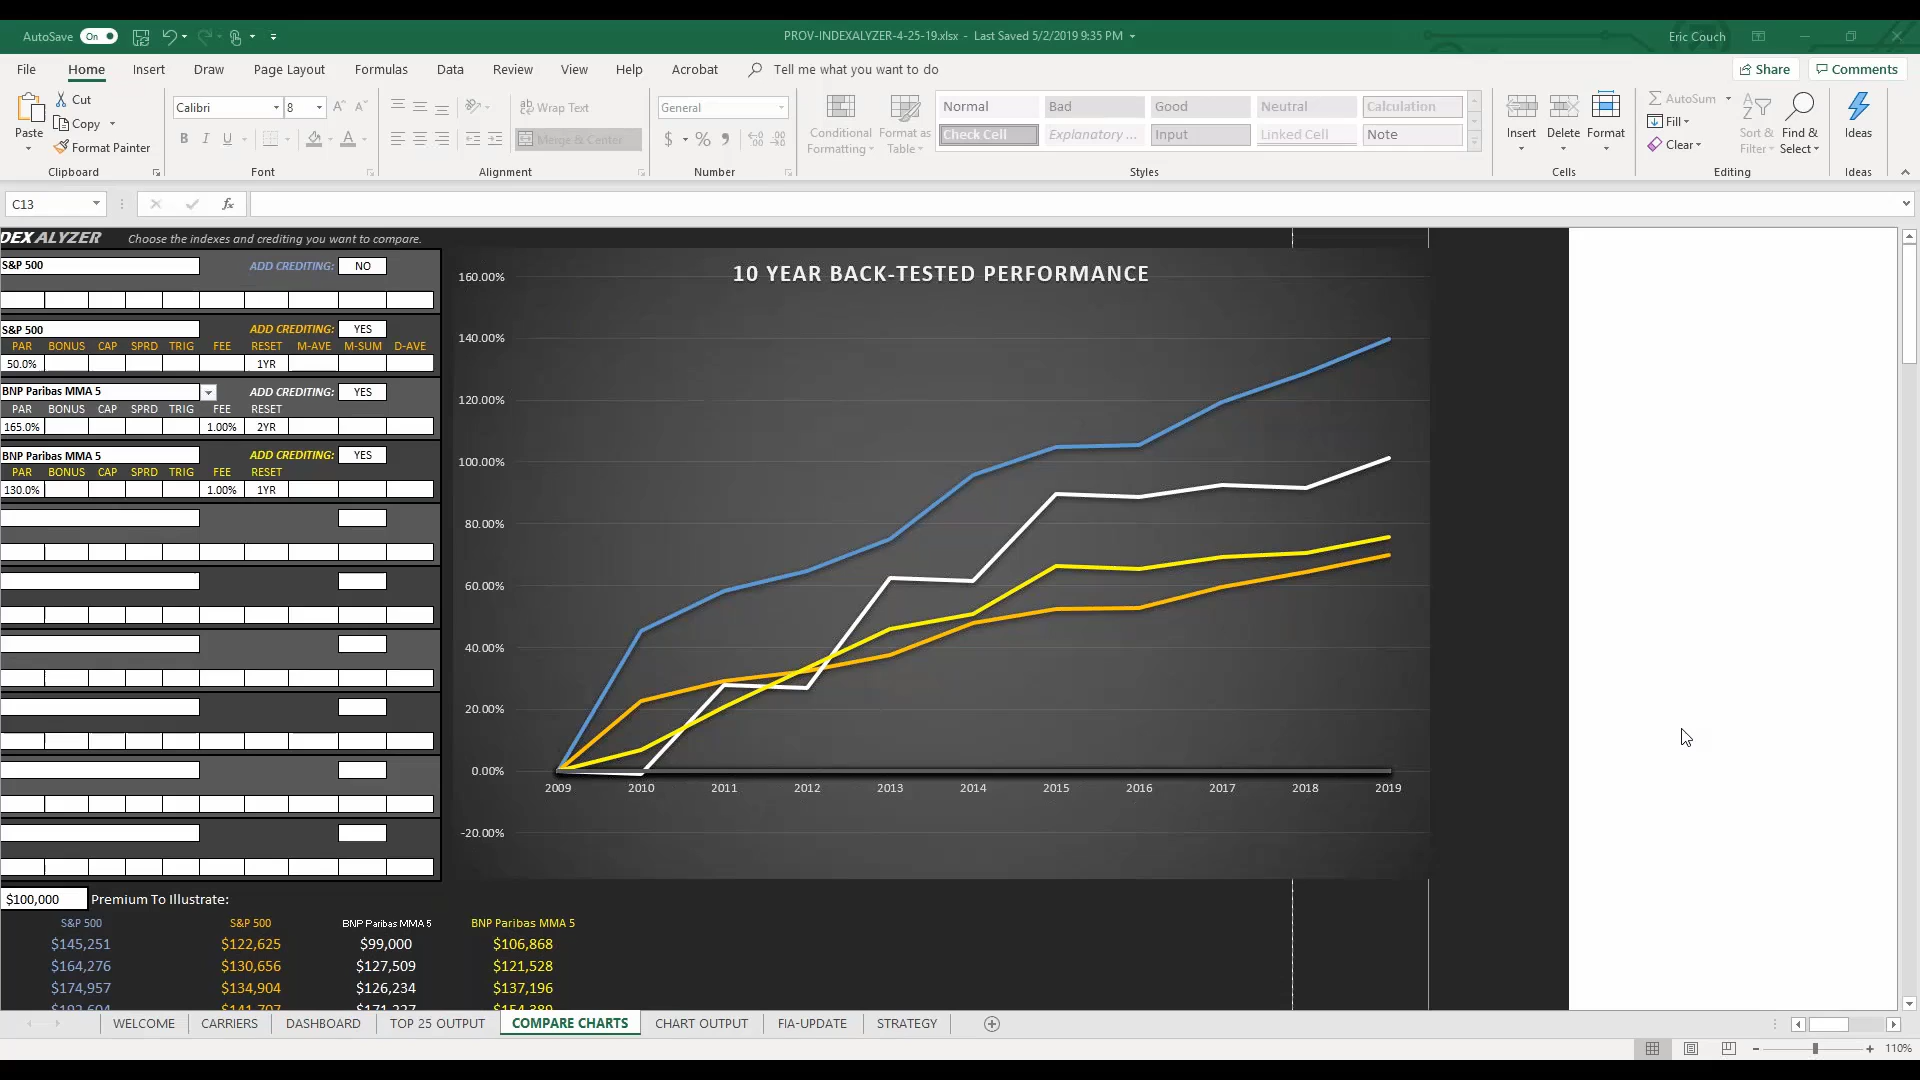 AutoSave On PROV-INDEXALYZER-4-25-19.xlsx - Last Saved 5/2/2019 9:35 PM Eric Couch
File Home Insert Draw Page Layout Formulas Data Review View Help Acrobat Tell me what you want to do Share Comments
Paste
Cut
Copy
Format Painter
Clipboard
Calibri 8
B I U
Font
Wrap Text
Merge & Center
Alignment
General
$ % 9
Number
Conditional Formatting
Format as Table
Normal Bad Good Neutral Calculation
Check Cell Explanatory ... Input Linked Cell Note
Styles
Insert Delete Format
Cells
AutoSum
Fill
Clear
Sort & Filter
Find & Select
Editing
Ideas
Ideas
C13 fx
DEXALYZER Choose the indexes and crediting you want to compare.
S&P 500 ADD CREDITING: NO
S&P 500 ADD CREDITING: YES
PAR BONUS CAP SPRD TRIG FEE RESET M-AVE M-SUM D-AVE
50.0% 1YR
BNP Paribas MMA 5 ADD CREDITING: YES
PAR BONUS CAP SPRD TRIG FEE RESET
165.0% 1.00% 2YR
BNP Paribas MMA 5 ADD CREDITING: YES
PAR BONUS CAP SPRD TRIG FEE RESET
130.0% 1.00% 1YR
10 YEAR BACK-TESTED PERFORMANCE
160.00%
140.00%
120.00%
100.00%
80.00%
60.00%
40.00%
20.00%
0.00%
-20.00%
2009 2010 2011 2012 2013 2014 2015 2016 2017 2018 2019
$100,000 Premium To Illustrate:
S&P 500 S&P 500 BNP Paribas MMA 5 BNP Paribas MMA 5
$145,251 $122,625 $99,000 $106,868
$164,276 $130,656 $127,509 $121,528
$174,957 $134,904 $126,234 $137,196
$192,604 $141,707 $171,227 $154,389
WELCOME CARRIERS DASHBOARD TOP 25 OUTPUT COMPARE CHARTS CHART OUTPUT FIA-UPDATE STRATEGY
110%